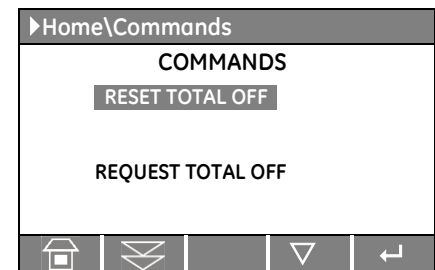 Home\Commands
COMMANDS
RESET TOTAL OFF
REQUEST TOTAL OFF